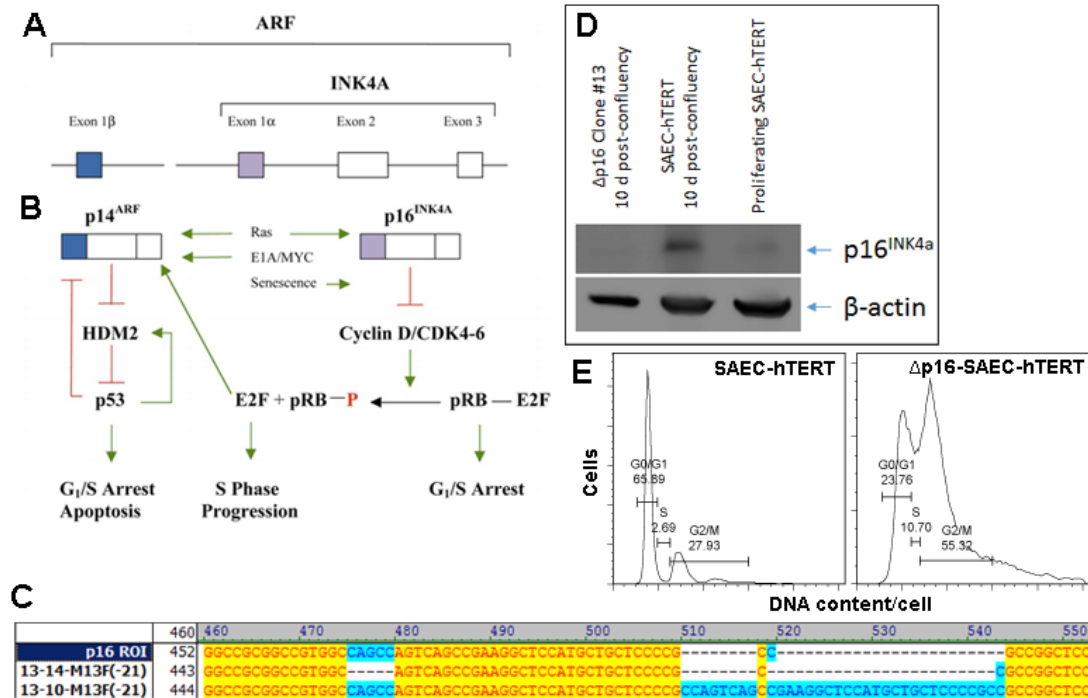 A
ARF
INK4A
Exon 1β
Exon 1α
Exon 2
Exon 3
B
p14ARF
p16INK4A
Ras
E1A/MYC
Senescence
HDM2
Cyclin D/CDK4-6
p53
E2F + pRB—P
pRB — E2F
G1/S Arrest
Apoptosis
S Phase
Progression
G1/S Arrest
D
Δp16 Clone #13
10 d post-confluency
SAEC-hTERT
10 d post-confluency
Proliferating SAEC-hTERT
p16INK4a
β-actin
E
SAEC-hTERT
Δp16-SAEC-hTERT
Cells
G0/G1
65.69
S
2.69
G2/M
27.93
G0/G1
23.76
S
10.70
G2/M
55.32
DNA content/cell
C
460 460 470 480 490 500 510 520 530 540 550
p16 ROI 452 GGCCGCGGCCGTGGCCAGCCAGTCAGCCGAAGGCTCCATGCTGCTCCCCG--------CC----------------------GCCGGCTCC
13-14-M13F(-21) 443 GGCCGCGGCCGTGGC-----AGTCAGCCGAAGGCTCCATGCTGCTCCCCG--------C----------------------CGCCGGCTCC
13-10-M13F(-21) 444 GGCCGCGGCCGTGGCCAGCCAGTCAGCCGAAGGCTCCATGCTGCTCCCCGCCAGTCAGCCGAAGGCTCCATGCTGCTCCCCGCCGCCGGCTCC